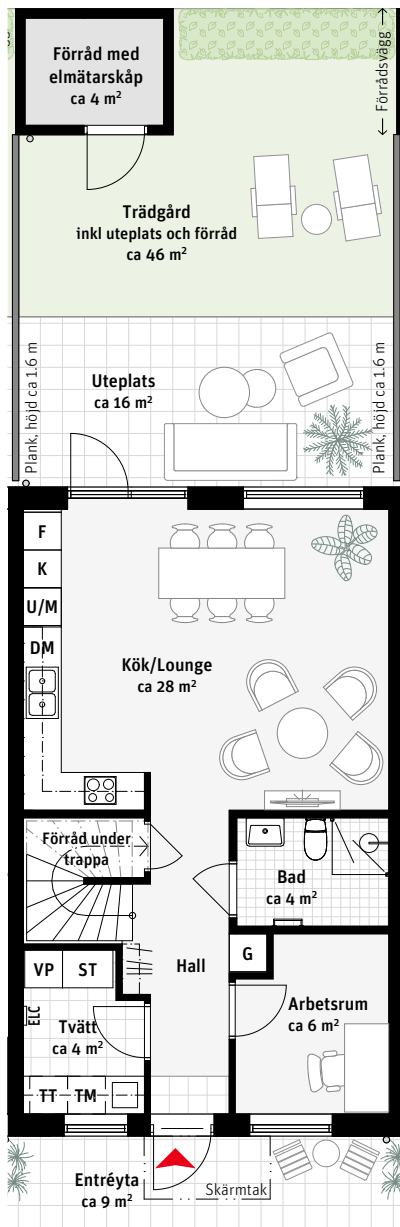 Förråd med
elmätarskåp
ca 4 m²
Förrådsvägg
Trädgård
inkl uteplats och förråd
ca 46 m²
Plank, höjd ca 1.6 m
Plank, höjd ca 1.6 m
Uteplats
ca 16 m²
F
K
U/M
DM
Kök/Lounge
ca 28 m²
Förråd under
trappa
Bad
ca 4 m²
Hall
G
VP
ST
ELC
Tvätt
ca 4 m²
Arbetsrum
ca 6 m²
TT
TM
Entréyta
ca 9 m²
Skärmtak